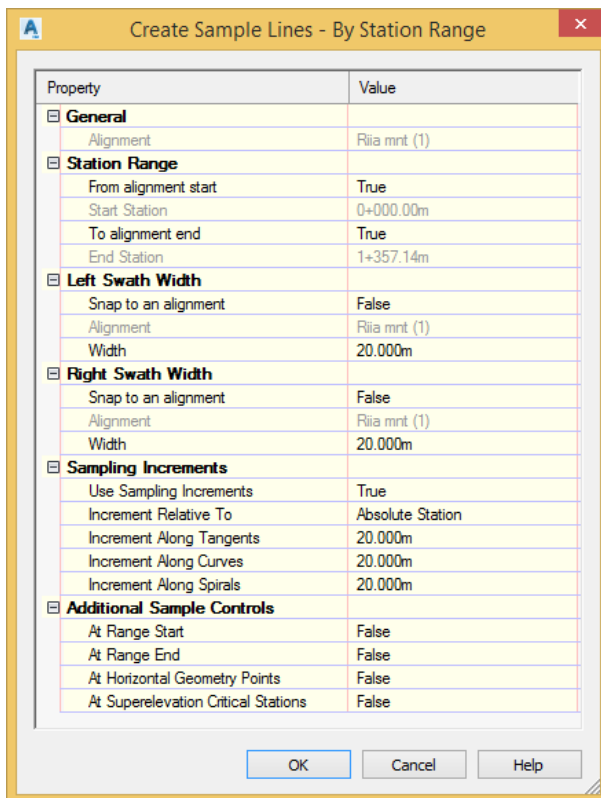 Create Sample Lines - By Station Range
Property Value
General
Alignment Riia mnt (1)
Station Range
From alignment start True
Start Station 0+000.00m
To alignment end True
End Station 1+357.14m
Left Swath Width
Snap to an alignment False
Alignment Riia mnt (1)
Width 20.000m
Right Swath Width
Snap to an alignment False
Alignment Riia mnt (1)
Width 20.000m
Sampling Increments
Use Sampling Increments True
Increment Relative To Absolute Station
Increment Along Tangents 20.000m
Increment Along Curves 20.000m
Increment Along Spirals 20.000m
Additional Sample Controls
At Range Start False
At Range End False
At Horizontal Geometry Points False
At Superelevation Critical Stations False
OK Cancel Help